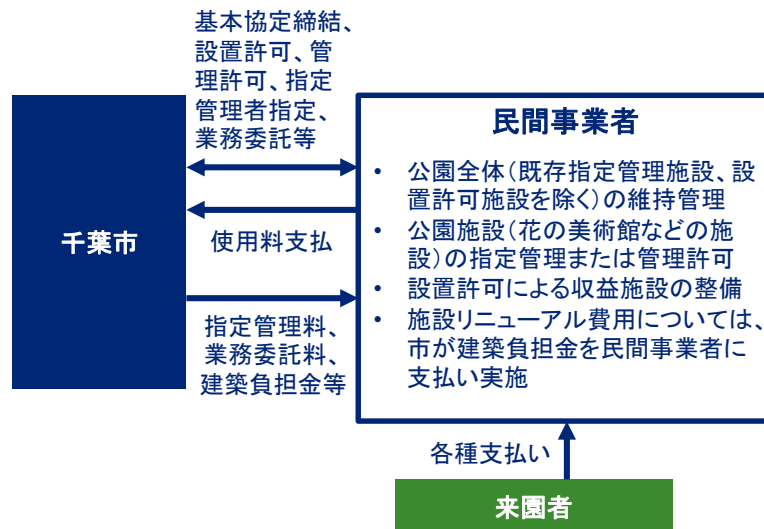 基本協定締結、
設置許可、管
理許可、指定
管理者指定、
業務委託等
千葉市
使用料支払
指定管理料、
業務委託料、
建築負担金等
民間事業者
• 公園全体（既存指定管理施設、設
置許可施設を除く）の維持管理
• 公園施設（花の美術館などの施
設）の指定管理または管理許可
• 設置許可による収益施設の整備
• 施設リニューアル費用については、
市が建築負担金を民間事業者に
支払い実施
各種支払い
来園者